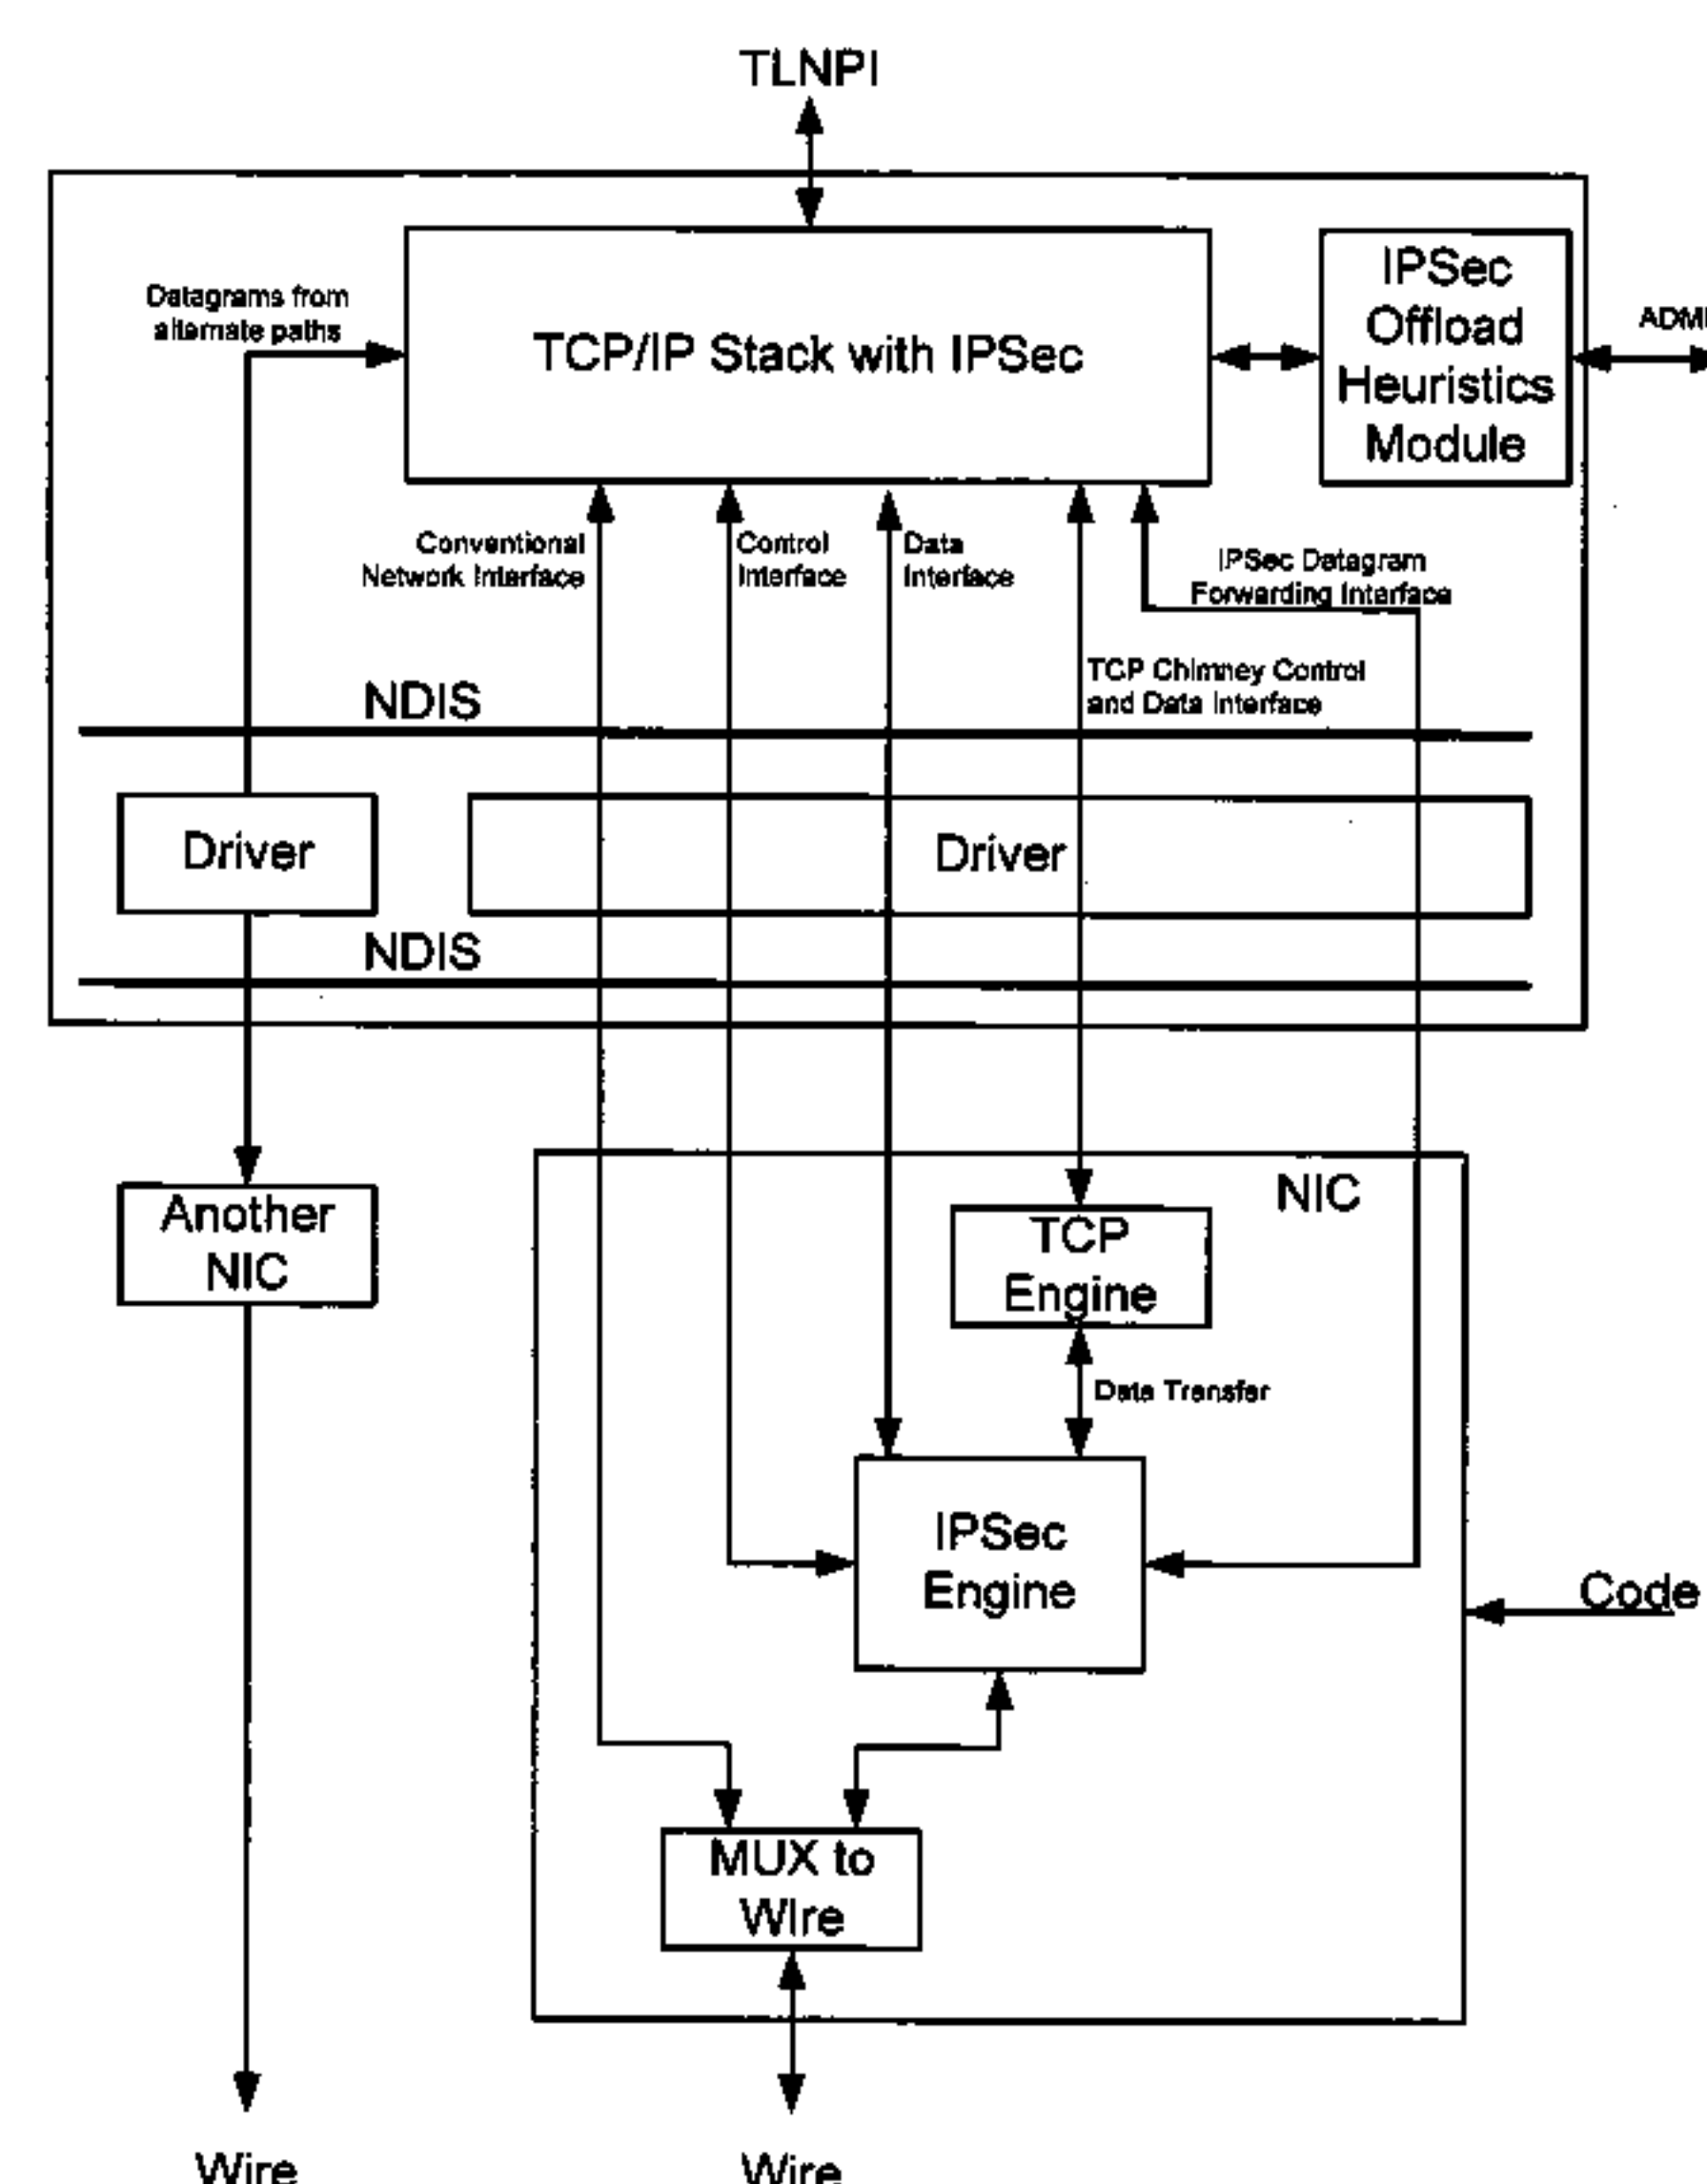 TLNPI
Datagrams from
alternate paths
TCP/IP Stack with IPSec
IPSec
Offload
Heuristics
Module
Conventional
Network Interface
Control
Interface
Data
Interface
IPSec Datagram
Forwarding Interface
TCP Chimney Control
and Data Interface
NDIS
Driver
Driver
NDIS
NIC
Another
NIC
TCP
Engine
Data Transfer
IPSec
Engine
Code
MUX to
Wire
Wire
Wire